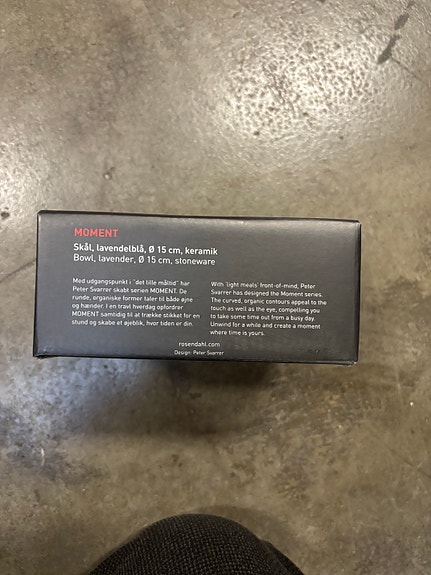 MOMENT
Skål, lavendelblå, Ø 15 cm, keramik
Bowl, lavender, Ø 15 cm, stoneware
Med udgangspunkt i "det lille måltid" har
Peter Svarrer skabt serien MOMENT. De
runde, organiske former taler til både øjne
og hænder. I en travl hverdag opfordrer
MOMENT samtidig til at trække stikket for en
stund og skabe et øjeblik, hvor tiden er din.
With 'light meals' front-of-mind, Peter
Svarrer has designed the Moment series.
The curved, organic contours appeal to the
touch as well as the eye, compelling you
to take some time out from a busy day.
Unwind for a while and create a moment
where time is yours.
rosendahl.com
Design: Peter Svarrer